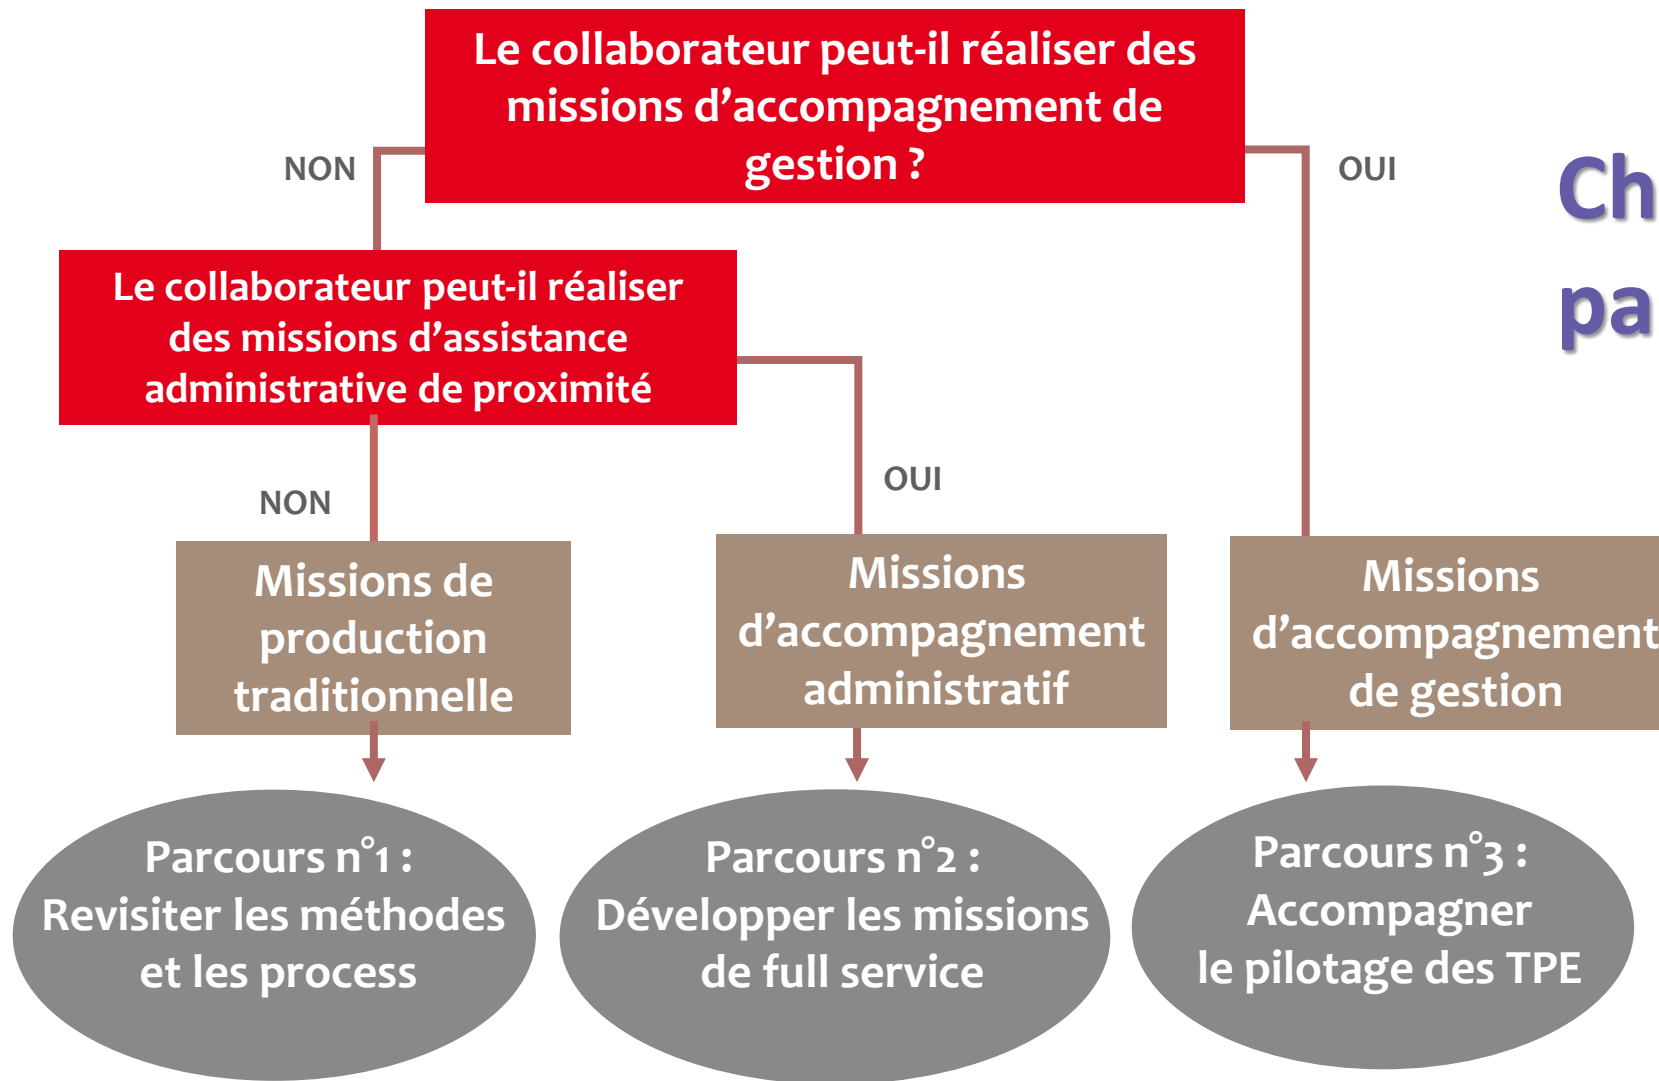 Le collaborateur peut-il réaliser des
missions d’accompagnement de
gestion ?
NON
OUI
Le collaborateur peut-il réaliser
des missions d’assistance
administrative de proximité
NON
OUI
Missions de
production
traditionnelle
Missions
d’accompagnement
administratif
Missions
d’accompagnement
de gestion
Parcours n°1 :
Revisiter les méthodes
et les process
Parcours n°2 :
Développer les missions
de full service
Parcours n°3 :
Accompagner
le pilotage des TPE